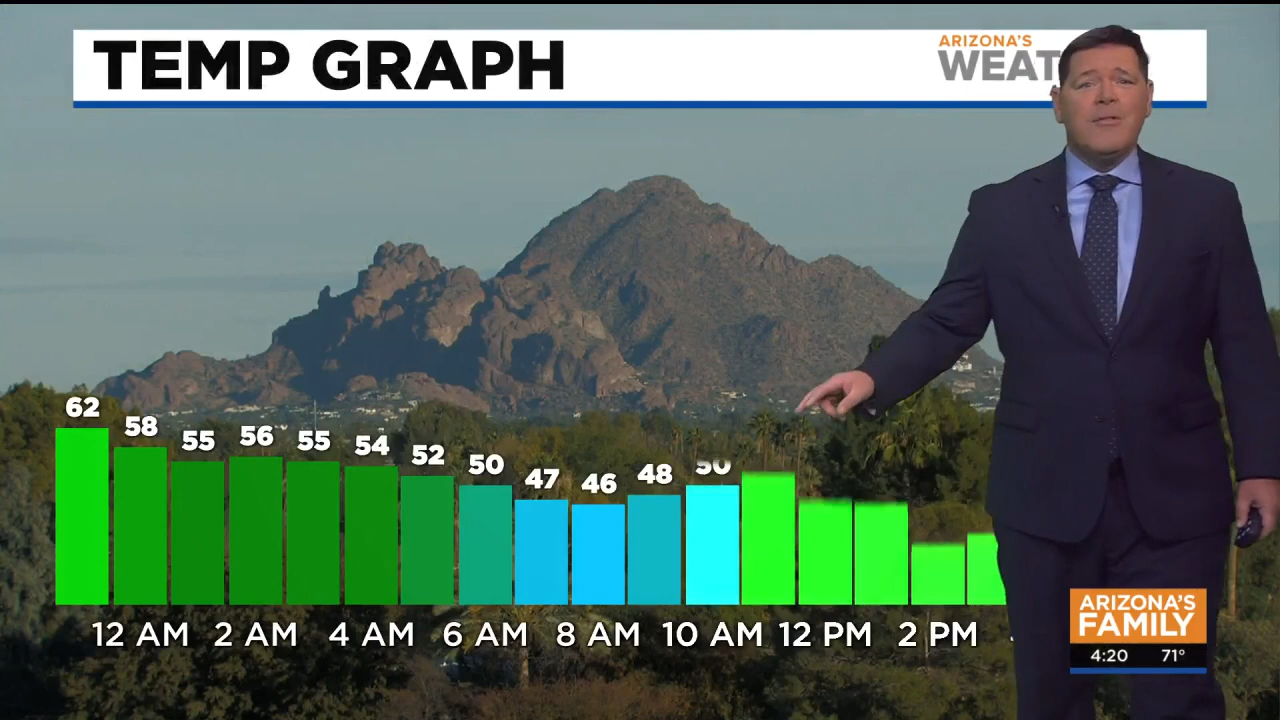 TEMP GRAPH
ARIZONA'S
WEAT
62 58 55 56 55 54 52 50 47 46 48 50
12 AM 2 AM 4 AM 6 AM 8 AM 10 AM 12 PM 2 PM
ARIZONA'S
FAMILY
4:20 71°